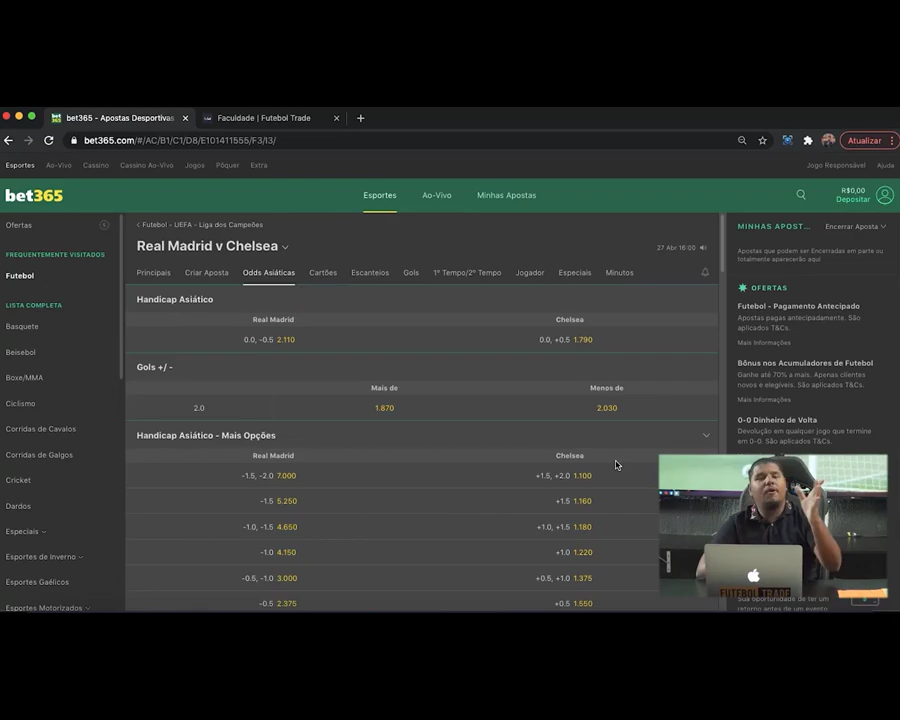 bet365 - Apostas Desportivas
Faculdade | Futebol Trade
bet365.com/#/AC/B1/C1/D8/E101411555/F3/I3/
Atualizar
Esportes Ao-Vivo Cassino Cassino Ao-Vivo Jogos Pôquer Extra
Jogo Responsável Ajuda
bet365
Esportes Ao-Vivo Minhas Apostas
R$0,00
Depositar
Ofertas
FREQUENTEMENTE VISITADOS
Futebol
LISTA COMPLETA
Basquete
Beisebol
Boxe/MMA
Ciclismo
Corridas de Cavalos
Corridas de Galgos
Cricket
Dardos
Especiais
Esportes de Inverno
Esportes Gaélicos
Esportes Motorizados
Futebol - UEFA - Liga dos Campeões
Real Madrid v Chelsea
27 Abr 16:00
Principais Criar Aposta Odds Asiáticas Cartões Escanteios Gols 1º Tempo/2º Tempo Jogador Especiais Minutos
Handicap Asiático
Real Madrid Chelsea
0.0, -0.5 2.110 0.0, +0.5 1.790
Gols +/ -
Mais de Menos de
2.0 1.870 2.030
Handicap Asiático - Mais Opções
Real Madrid Chelsea
-1.5, -2.0 7.000 +1.5, +2.0 1.100
-1.5 5.250 +1.5 1.160
-1.0, -1.5 4.650 +1.0, +1.5 1.180
-1.0 4.150 +1.0 1.220
-0.5, -1.0 3.000 +0.5, +1.0 1.375
-0.5 2.375 +0.5 1.550
MINHAS APOST... Encerrar Aposta
Apostas que podem ser Encerradas em parte ou
totalmente aparecerão aqui
OFERTAS
Futebol - Pagamento Antecipado
Apostas pagas antecipadamente. São
aplicados T&Cs.
Mais Informações
Bônus nos Acumuladores de Futebol
Ganhe até 70% a mais. Apenas clientes
novos e elegíveis. São aplicados T&Cs.
Mais Informações
0-0 Dinheiro de Volta
Devolução em qualquer jogo que termine
em 0-0. São aplicados T&Cs.
FUTEBOL TRADE
Sua oportunidade de ter um
retorno antes de um evento